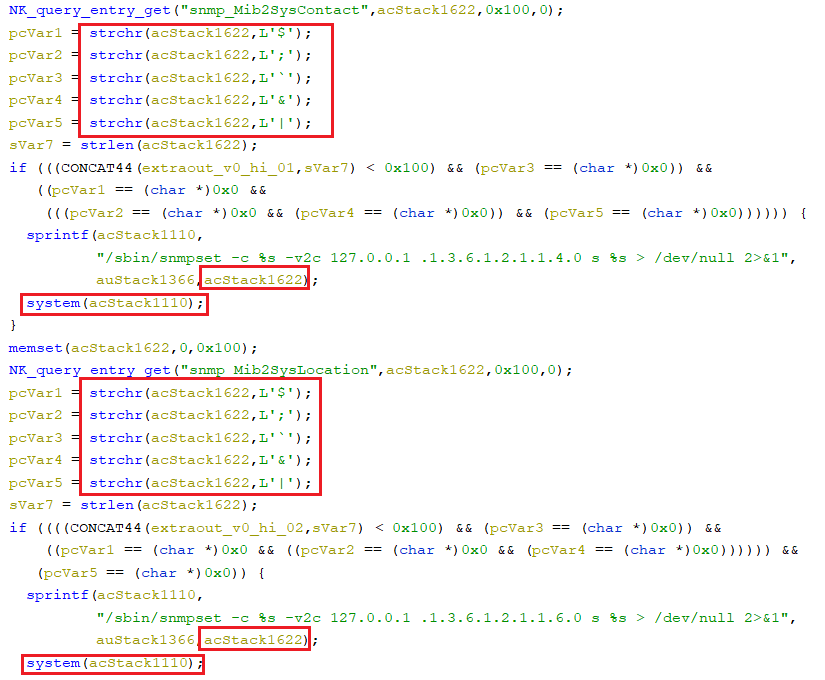 NK_query_entry_get("snmp_Mib2SysContact",acStack1622,0x100,0);
pcVar1 = strchr(acStack1622,L'$');
pcVar2 = strchr(acStack1622,L';');
pcVar3 = strchr(acStack1622,L'`');
pcVar4 = strchr(acStack1622,L'&');
pcVar5 = strchr(acStack1622,L'|');
sVar7 = strlen(acStack1622);
if (((CONCAT44(extraout_v0_hi_01,sVar7) < 0x100) && (pcVar3 == (char *)0x0)) &&
((pcVar1 == (char *)0x0 &&
(((pcVar2 == (char *)0x0 && (pcVar4 == (char *)0x0)) && (pcVar5 == (char *)0x0)))))) {
sprintf(acStack1110,
"/sbin/snmpset -c %s -v2c 127.0.0.1 .1.3.6.1.2.1.1.4.0 s %s > /dev/null 2>&1",
auStack1366,acStack1622);
system(acStack1110);
}
memset(acStack1622,0,0x100);
NK_query_entry_get("snmp_Mib2SysLocation",acStack1622,0x100,0);
pcVar1 = strchr(acStack1622,L'$');
pcVar2 = strchr(acStack1622,L';');
pcVar3 = strchr(acStack1622,L'`');
pcVar4 = strchr(acStack1622,L'&');
pcVar5 = strchr(acStack1622,L'|');
sVar7 = strlen(acStack1622);
if ((((CONCAT44(extraout_v0_hi_02,sVar7) < 0x100) && (pcVar3 == (char *)0x0)) &&
((pcVar1 == (char *)0x0 && ((pcVar2 == (char *)0x0 && (pcVar4 == (char *)0x0)))))) &&
(pcVar5 == (char *)0x0)) {
sprintf(acStack1110,
"/sbin/snmpset -c %s -v2c 127.0.0.1 .1.3.6.1.2.1.1.6.0 s %s > /dev/null 2>&1",
auStack1366,acStack1622);
system(acStack1110);